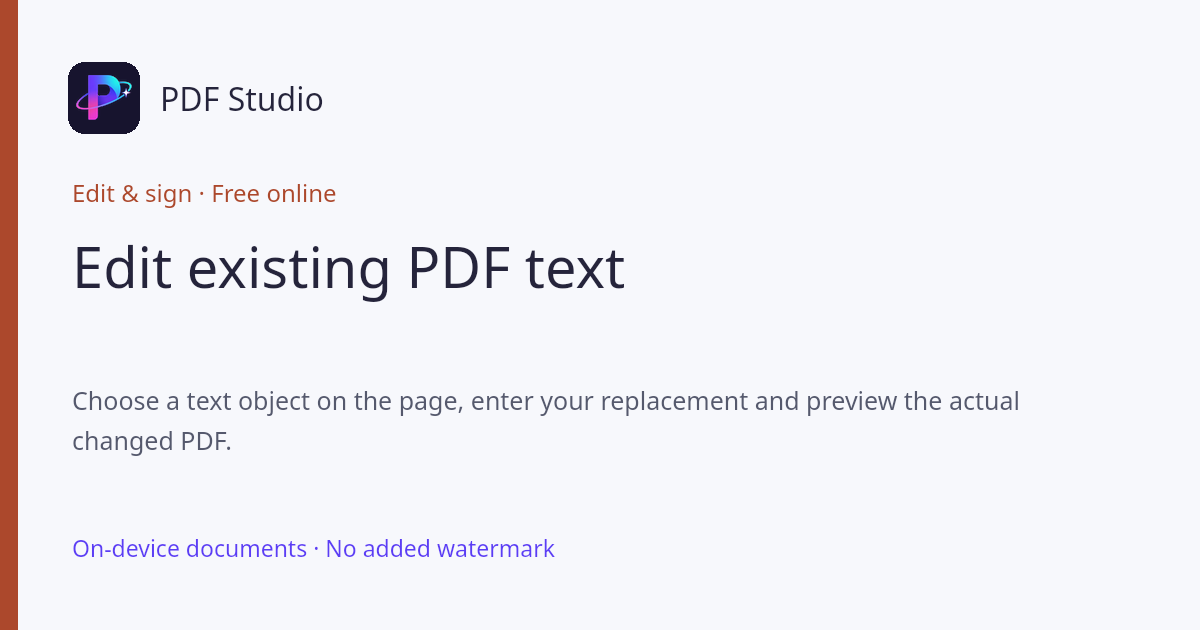 PDF Studio
Edit & sign · Free online
Edit existing PDF text
Choose a text object on the page, enter your replacement and preview the actual
changed PDF.
On-device documents · No added watermark